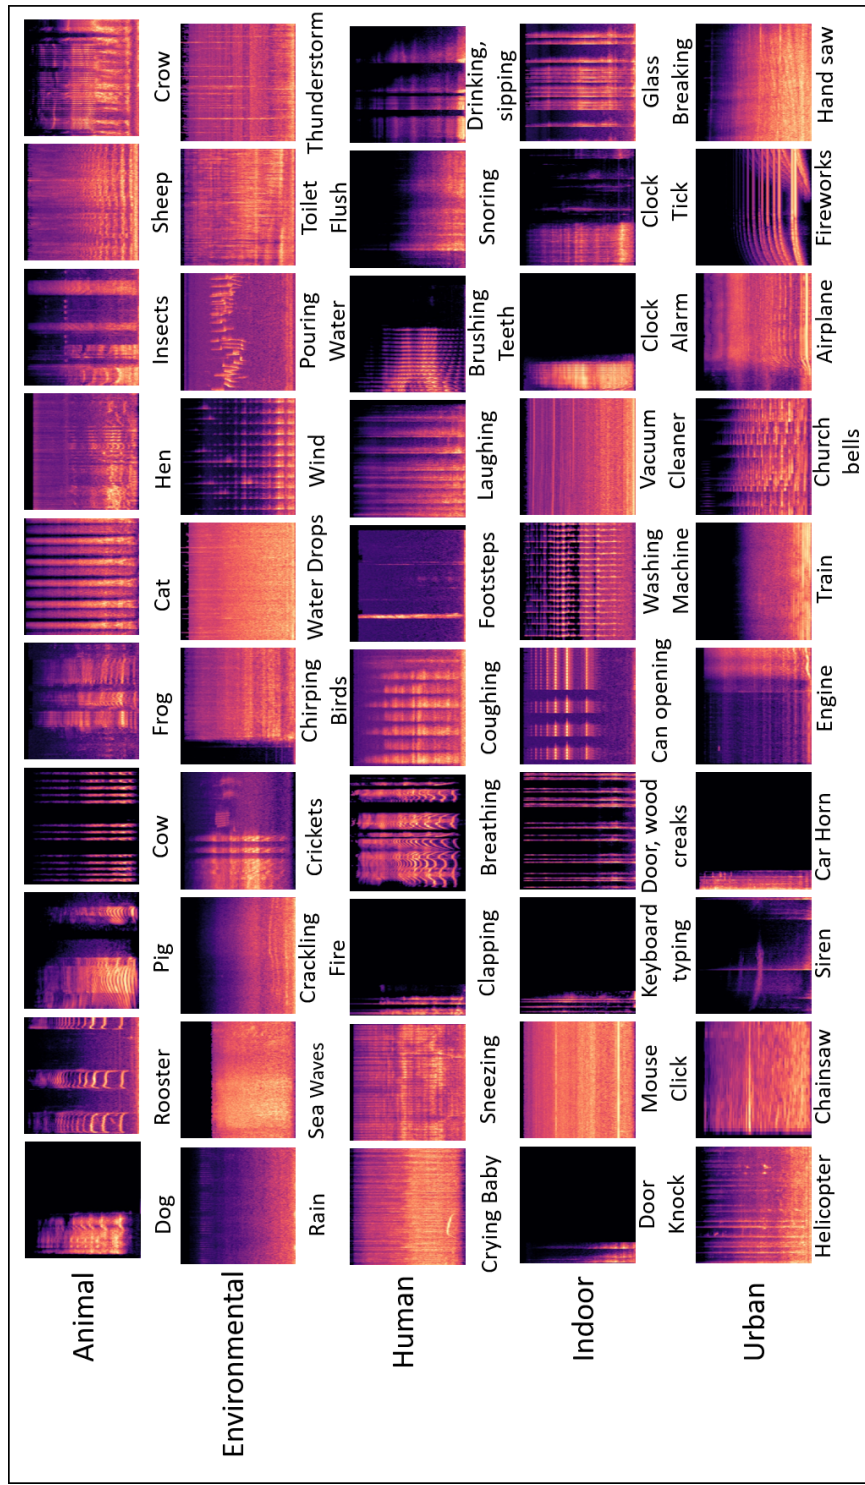 Animal
Dog
Rooster
Pig
Cow
Frog
Cat
Hen
Insects
Sheep
Crow
Environmental
Rain
Sea Waves
Crackling
Fire
Crickets
Chirping
Birds
Water Drops
Wind
Pouring
Water
Toilet
Flush
Thunderstorm
Human
Crying Baby
Sneezing
Clapping
Breathing
Coughing
Footsteps
Laughing
Brushing
Teeth
Snoring
Drinking,
sipping
Indoor
Door
Knock
Mouse
Click
Keyboard
typing
Door, wood
creaks
Can opening
Washing
Machine
Vacuum
Cleaner
Clock
Alarm
Clock
Tick
Glass
Breaking
Urban
Helicopter
Chainsaw
Siren
Car Horn
Engine
Train
Church
bells
Airplane
Fireworks
Hand saw